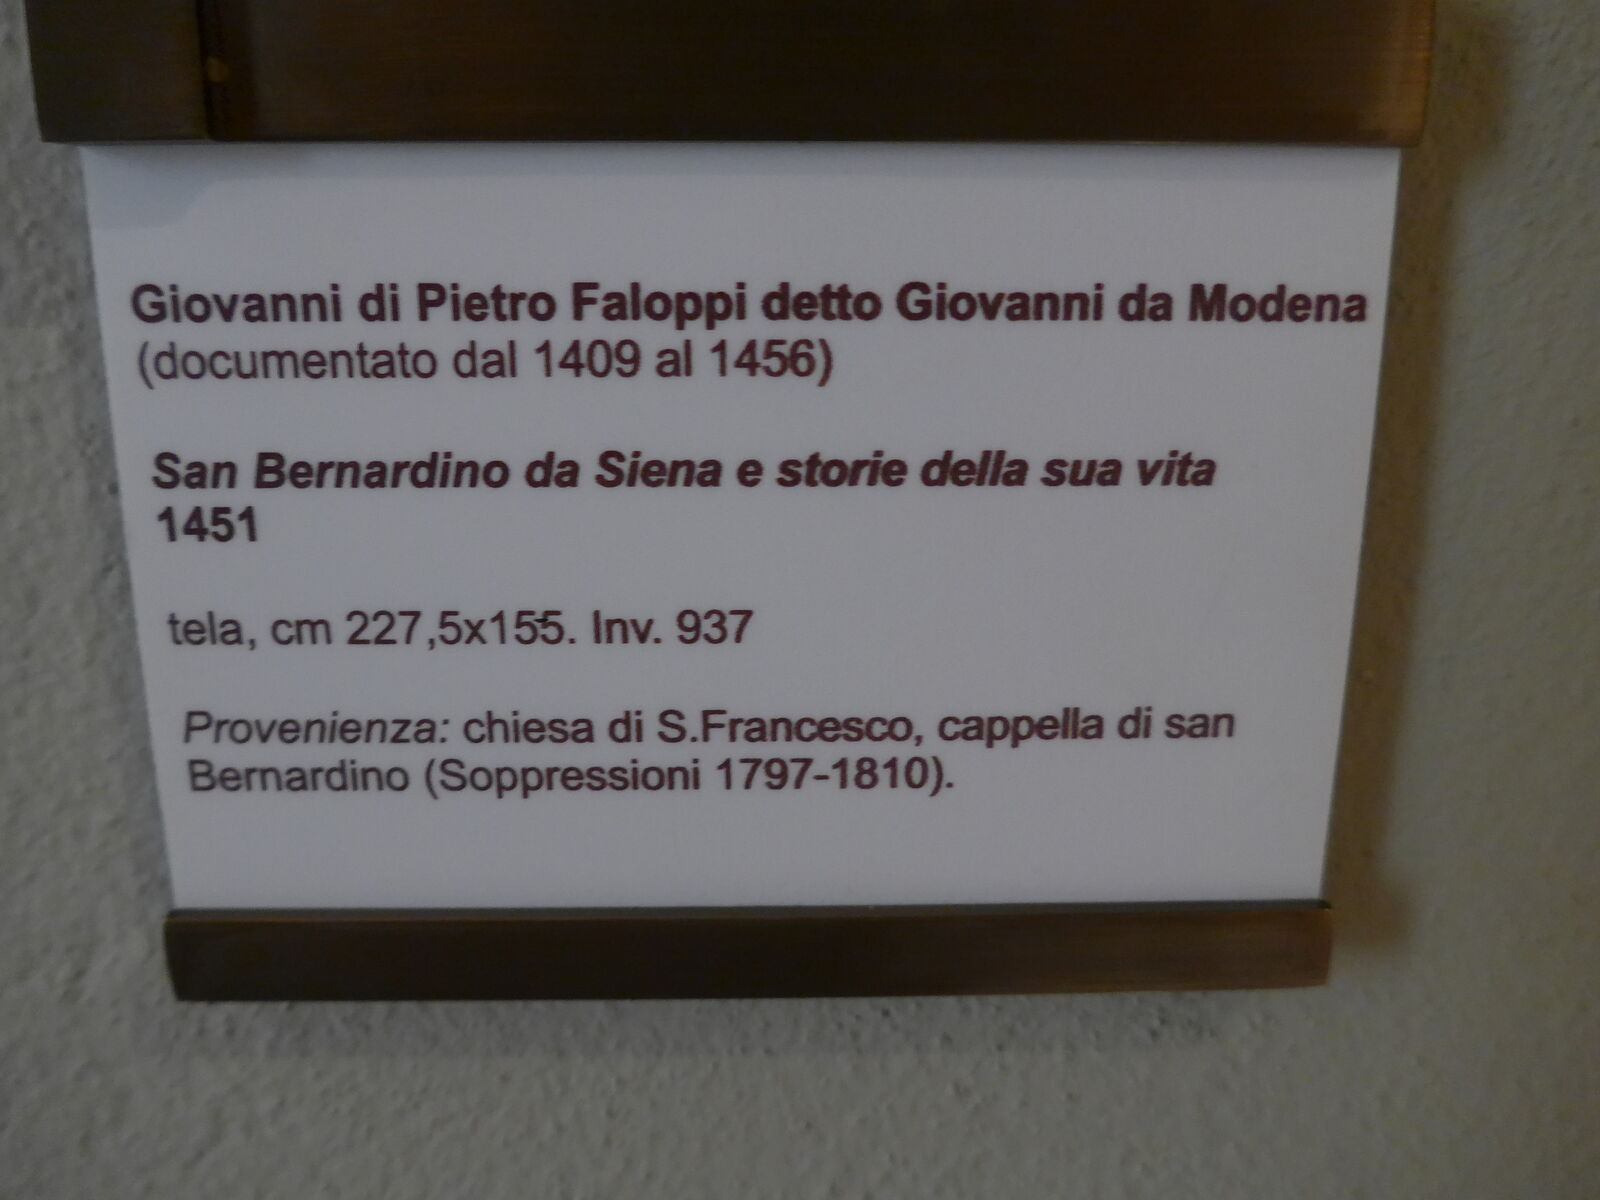 Giovanni di Pietro Faloppi detto Giovanni da Modena
(documentato dal 1409 al 1456)
San Bernardino da Siena e storie della sua vita
1451
tela, cm 227,5x155. Inv. 937
Provenienza: chiesa di S.Francesco, cappella di san
Bernardino (Soppressioni 1797-1810).